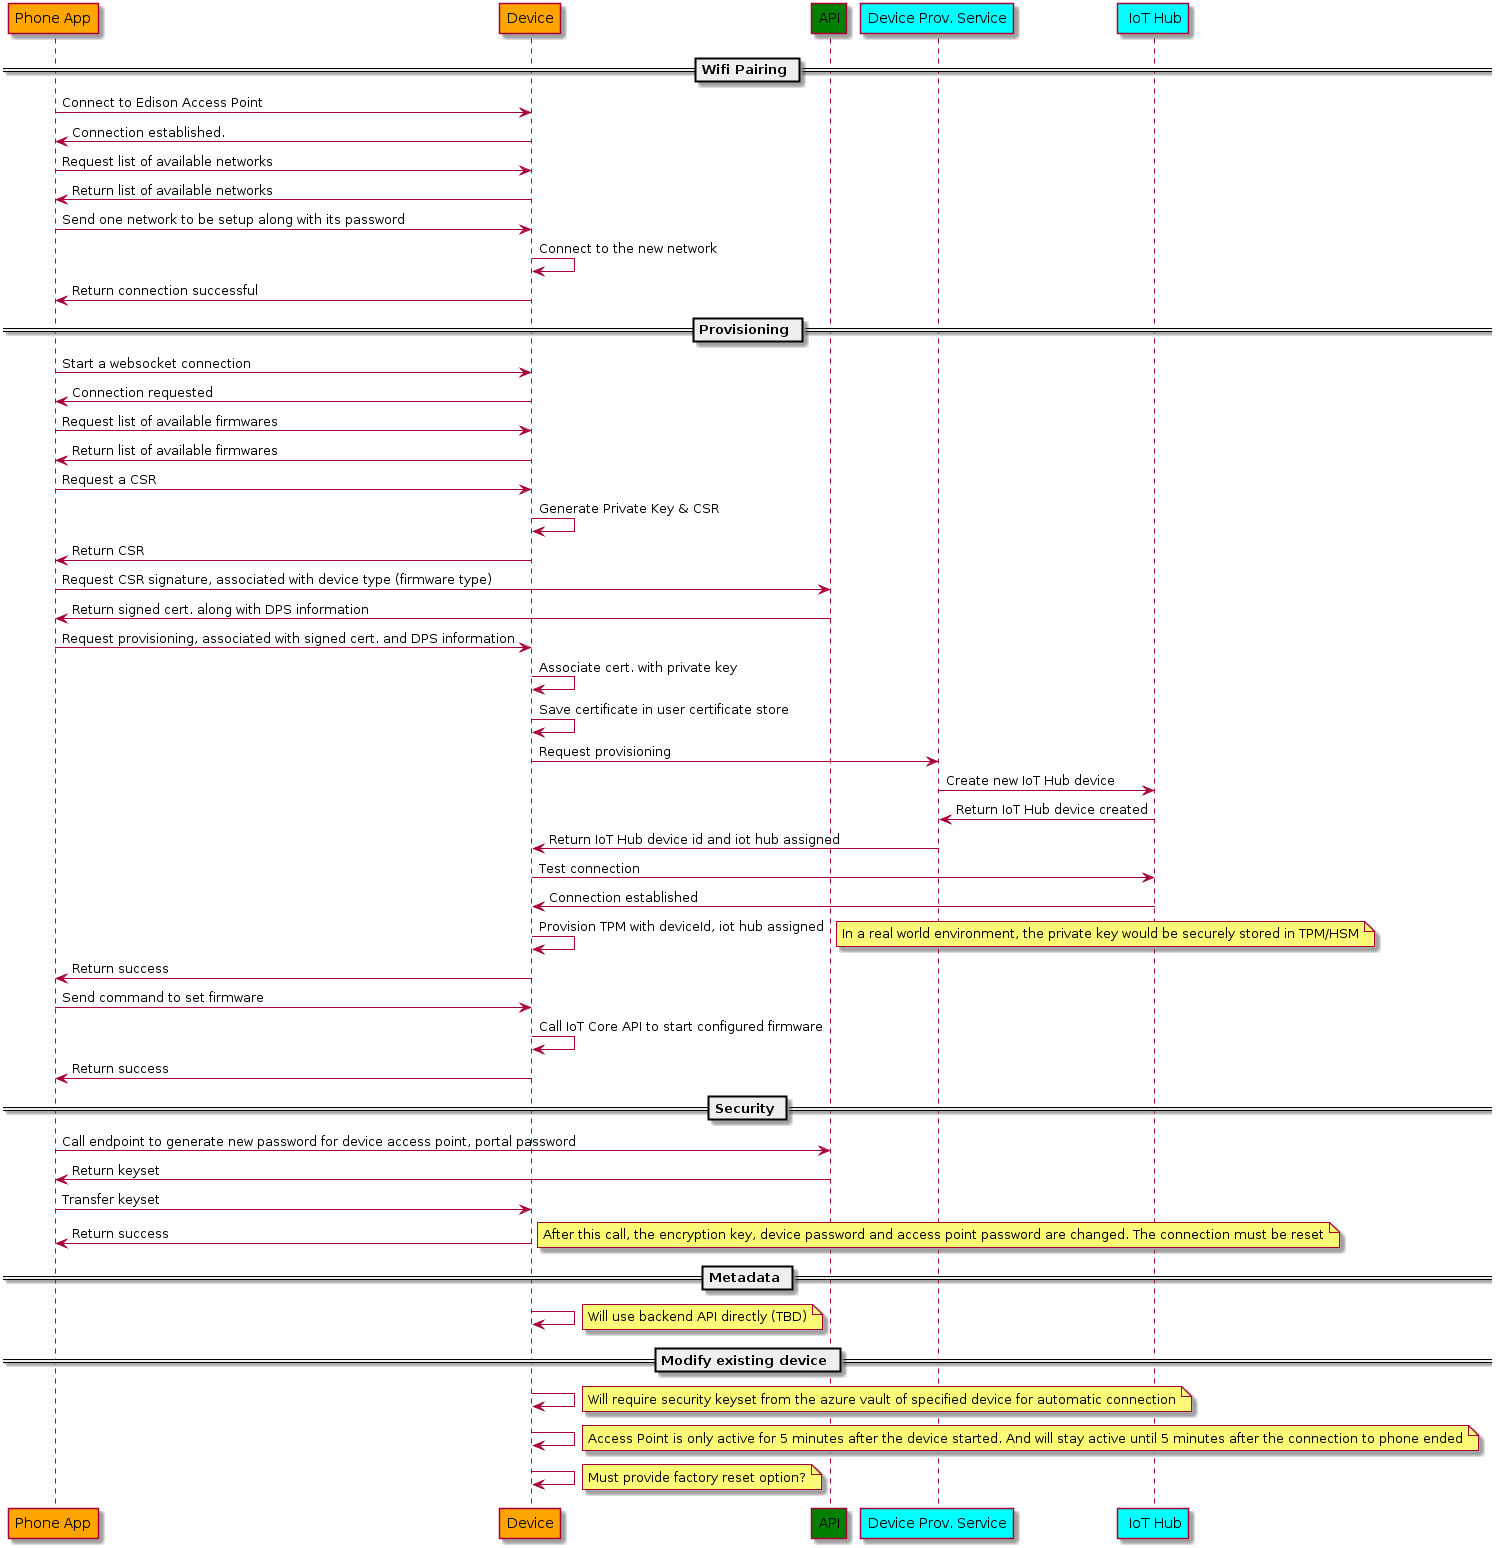 Phone App
Device
API
Device Prov. Service
IoT Hub
Wifi Pairing
Connect to Edison Access Point
Connection established.
Request list of available networks
Return list of available networks
Send one network to be setup along with its password
Connect to the new network
Return connection successful
Provisioning
Start a websocket connection
Connection requested
Request list of available firmwares
Return list of available firmwares
Request a CSR
Generate Private Key & CSR
Return CSR
Request CSR signature, associated with device type (firmware type)
Return signed cert. along with DPS information
Request provisioning, associated with signed cert. and DPS information
Associate cert. with private key
Save certificate in user certificate store
Request provisioning
Create new IoT Hub device
Return IoT Hub device created
Return IoT Hub device id and iot hub assigned
Test connection
Connection established
Provision TPM with deviceId, iot hub assigned
In a real world environment, the private key would be securely stored in TPM/HSM
Return success
Send command to set firmware
Call IoT Core API to start configured firmware
Return success
Security
Call endpoint to generate new password for device access point, portal password
Return keyset
Transfer keyset
Return success
After this call, the encryption key, device password and access point password are changed. The connection must be reset
Metadata
Will use backend API directly (TBD)
Modify existing device
Will require security keyset from the azure vault of specified device for automatic connection
Access Point is only active for 5 minutes after the device started. And will stay active until 5 minutes after the connection to phone ended
Must provide factory reset option?
Phone App
Device
API
Device Prov. Service
IoT Hub